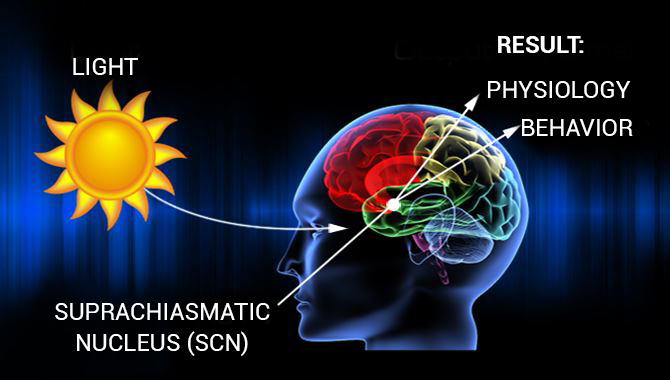 LIGHT
RESULT:
PHYSIOLOGY
BEHAVIOR
SUPRACHIASMATIC
NUCLEUS (SCN)